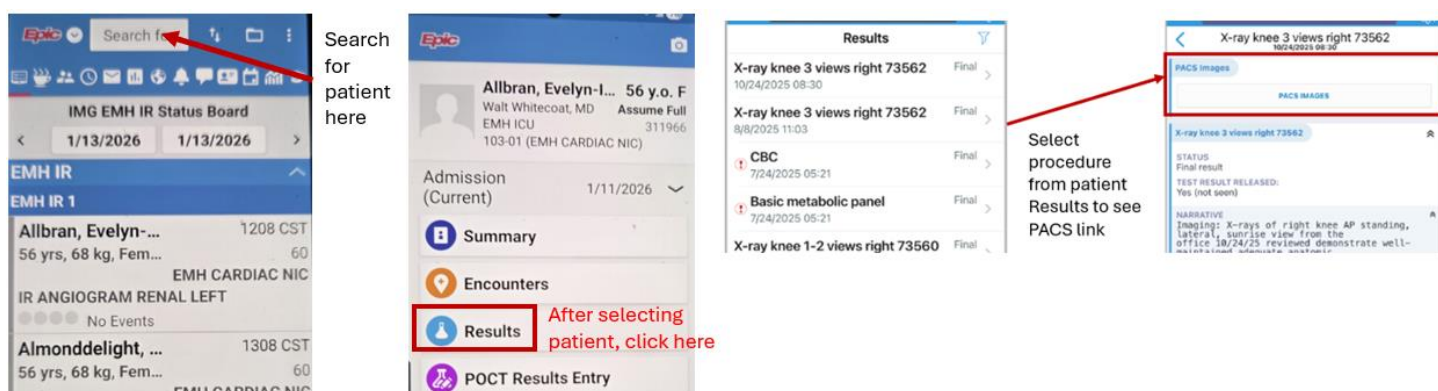 Epic
Search fo
IMG EMH IR Status Board
< 1/13/2026 1/13/2026 >
EMH IR
EMH IR 1
Allbran, Evelyn-... 1208 CST
56 yrs, 68 kg, Fem... 60
EMH CARDIAC NIC
IR ANGIOGRAM RENAL LEFT
No Events
Almonddelight, ... 1308 CST
56 yrs, 68 kg, Fem... 60
EMH CARDIAC NIC
Search
for
patient
here
Epic
Allbran, Evelyn-I... 56 y.o. F
Walt Whitecoat, MD Assume Full
EMH ICU 311966
103-01 (EMH CARDIAC NIC)
Admission
(Current) 1/11/2026
Summary
Encounters
Results
POCT Results Entry
After selecting
patient, click here
Results
X-ray knee 3 views right 73562 Final
10/24/2025 08:30
X-ray knee 3 views right 73562 Final
8/8/2025 11:03
CBC Final
7/24/2025 05:21
Basic metabolic panel Final
7/24/2025 05:21
X-ray knee 1-2 views right 73560 Final
Select
procedure
from patient
Results to see
PACS link
X-ray knee 3 views right 73562
10/24/2025 08:30
PACS Images
PACS IMAGES
X-ray knee 3 views right 73562
STATUS
Final result
TEST RESULT RELEASED:
Yes (not seen)
NARRATIVE
Imaging: X-rays of right knee AP standing,
lateral, sunrise view from the
office 10/24/25 reviewed demonstrate well-
maintained adequate anatomic